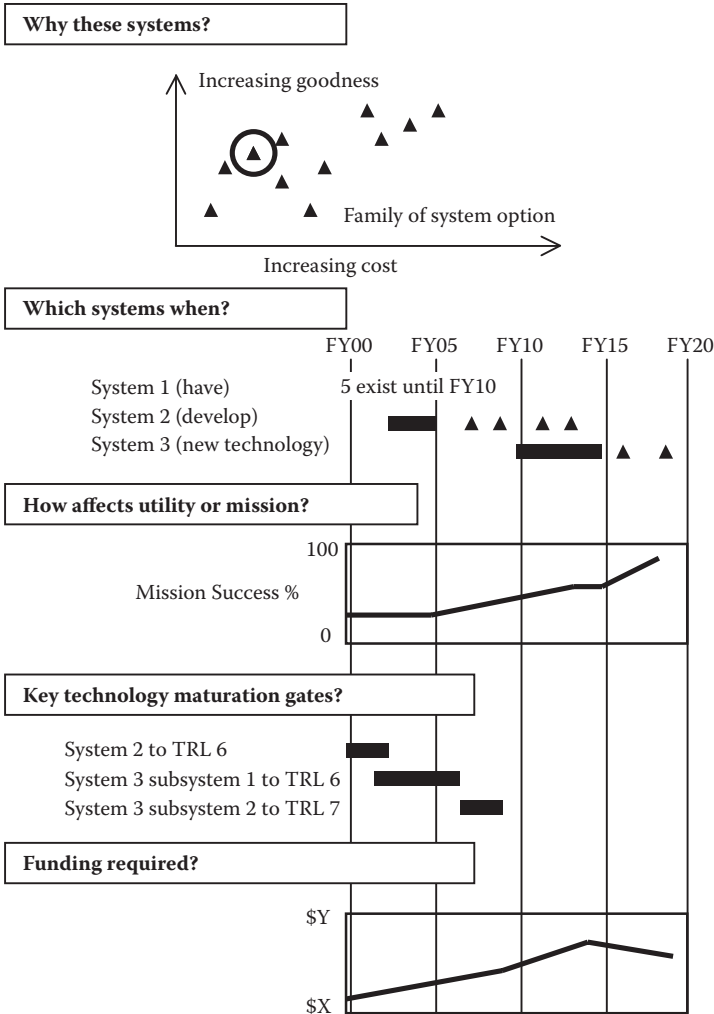 Why these systems?
Increasing goodness
Family of system option
Increasing cost
Which systems when?
FY00 FY05 FY10 FY15 FY20
System 1 (have) 5 exist until FY10
System 2 (develop)
System 3 (new technology)
How affects utility or mission?
100
Mission Success %
0
Key technology maturation gates?
System 2 to TRL 6
System 3 subsystem 1 to TRL 6
System 3 subsystem 2 to TRL 7
Funding required?
$Y
$X